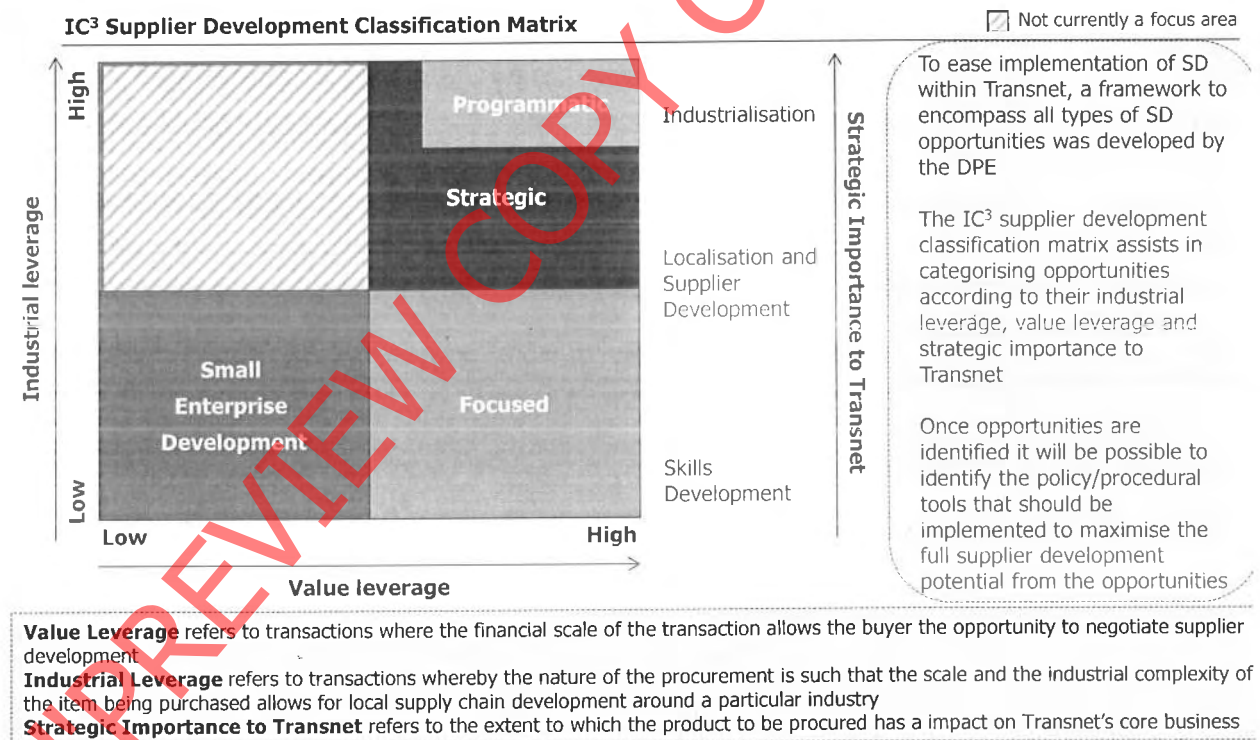 IC³ Supplier Development Classification Matrix
Not currently a focus area
High
Industrial leverage
Low
Programmatic
Strategic
Small
Enterprise
Development
Focused
Low
High
Value leverage
Industrialisation
Localisation and
Supplier
Development
Skills
Development
Strategic Importance to Transnet
To ease implementation of SD
within Transnet, a framework to
encompass all types of SD
opportunities was developed by
the DPE
The IC³ supplier development
classification matrix assists in
categorising opportunities
according to their industrial
leverage, value leverage and
strategic importance to
Transnet
Once opportunities are
identified it will be possible to
identify the policy/procedural
tools that should be
implemented to maximise the
full supplier development
potential from the opportunities
Value Leverage refers to transactions where the financial scale of the transaction allows the buyer the opportunity to negotiate supplier
development
Industrial Leverage refers to transactions whereby the nature of the procurement is such that the scale and the industrial complexity of
the item being purchased allows for local supply chain development around a particular industry
Strategic Importance to Transnet refers to the extent to which the product to be procured has a impact on Transnet's core business
PREVIEW COPY